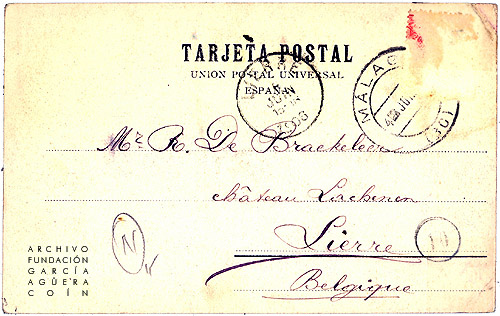 TARJETA POSTAL
UNION POSTAL UNIVERSAL
ESPAÑA
MÁLAG
Mr. R. De Braekeleer
château Lachenen
Lierre
Belgique
10
N
ARCHIVO
FUNDACIÓN
GARCÍA
AGÜERA
COÍN